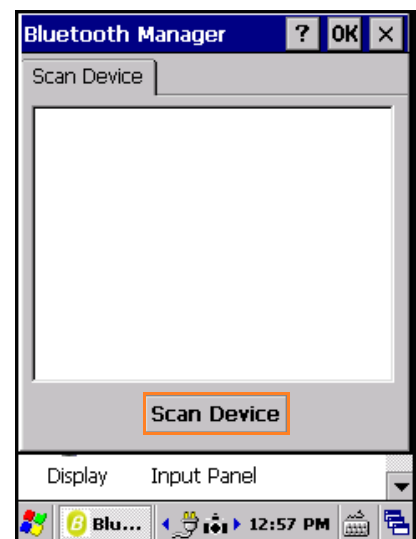 Bluetooth Manager ? OK ×
Scan Device
Scan Device
Display Input Panel
Blu... 12:57 PM